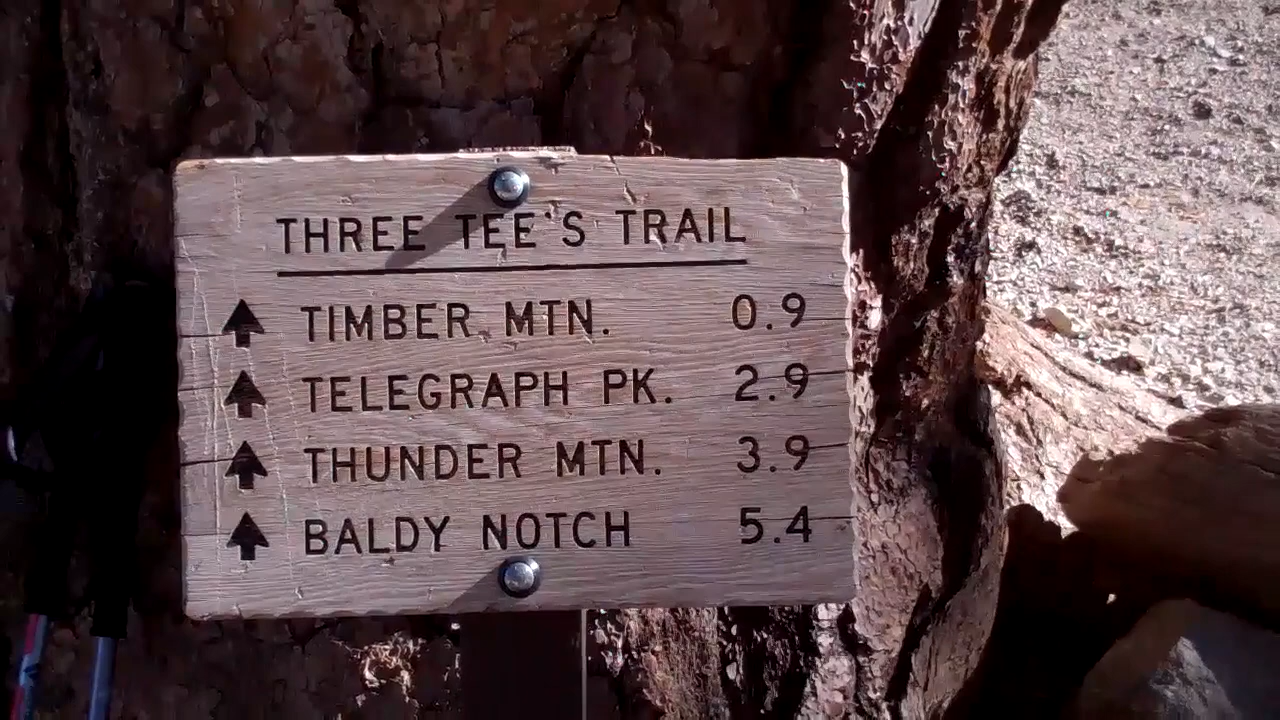 THREE TEE'S TRAIL
TIMBER MTN. 0.9
TELEGRAPH PK. 2.9
THUNDER MTN. 3.9
BALDY NOTCH 5.4